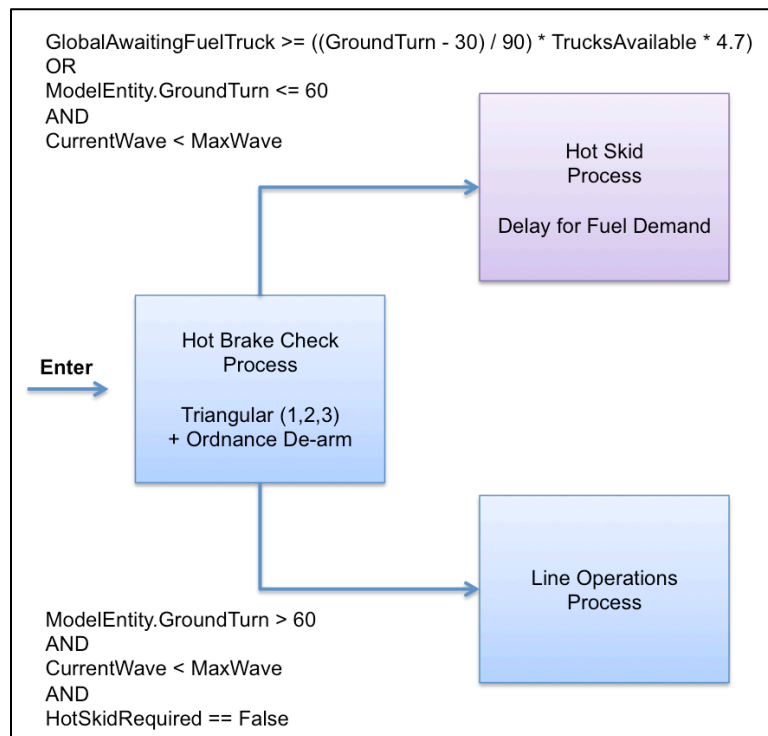 GlobalAwaitingFuelTruck >= ((GroundTurn - 30) / 90) * TrucksAvailable * 4.7)
OR
ModelEntity.GroundTurn <= 60
AND
CurrentWave < MaxWave
Hot Skid
Process
Delay for Fuel Demand
Hot Brake Check
Process
Triangular (1,2,3)
+ Ordnance De-arm
Enter
Line Operations
Process
ModelEntity.GroundTurn > 60
AND
CurrentWave < MaxWave
AND
HotSkidRequired == False